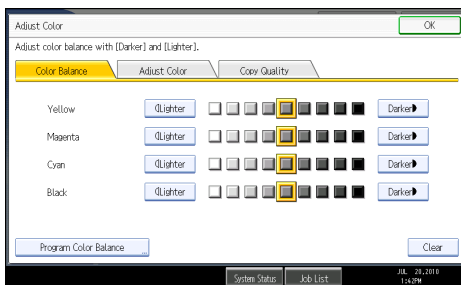 Adjust Color
OK
Adjust color balance with [Darker] and [Lighter].
Color Balance Adjust Color Copy Quality
Yellow Lighter Darker
Magenta Lighter Darker
Cyan Lighter Darker
Black Lighter Darker
Program Color Balance ... Clear
System Status Job List JUL 20,2010
1:42PM